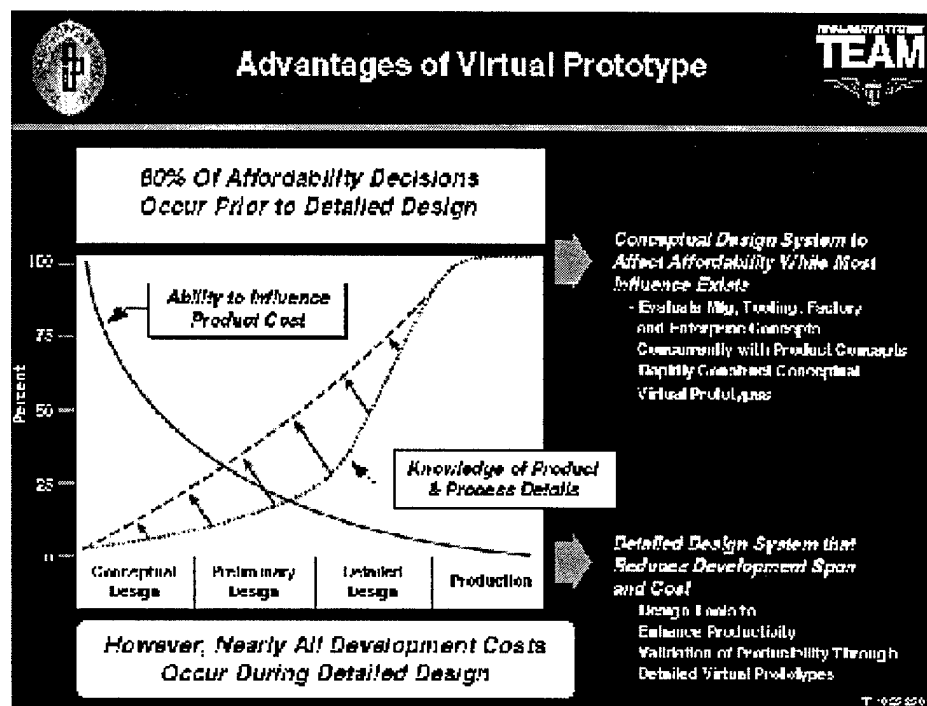 TEAM
Advantages of Virtual Prototype
80% Of Affordability Decisions
Occur Prior to Detailed Design
Percent
100
75
50
25
0
Ability to Influence
Product Cost
Knowledge of Product
& Process Details
Conceptual
Design
Preliminary
Design
Detailed
Design
Production
However, Nearly All Development Costs
Occur During Detailed Design
Conceptual Design System to
Affect Affordability While Most
Influence Exists
- Evaluate Mfg, Tooling, Factory
and Enterprise Concepts
Concurrently with Product Concepts
Rapidly Construct Conceptual
Virtual Prototypes
Detailed Design System that
Reduces Development Span
and Cost
Design Tools to
Enhance Productivity
Validation of Producibility Through
Detailed Virtual Prototypes